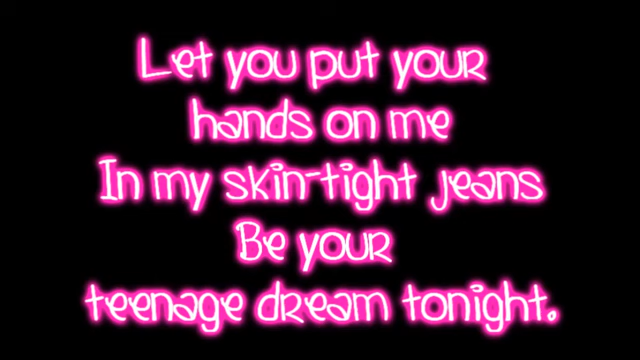 Let you put your
hands on me
In my skin-tight jeans
Be your
teenage dream tonight.